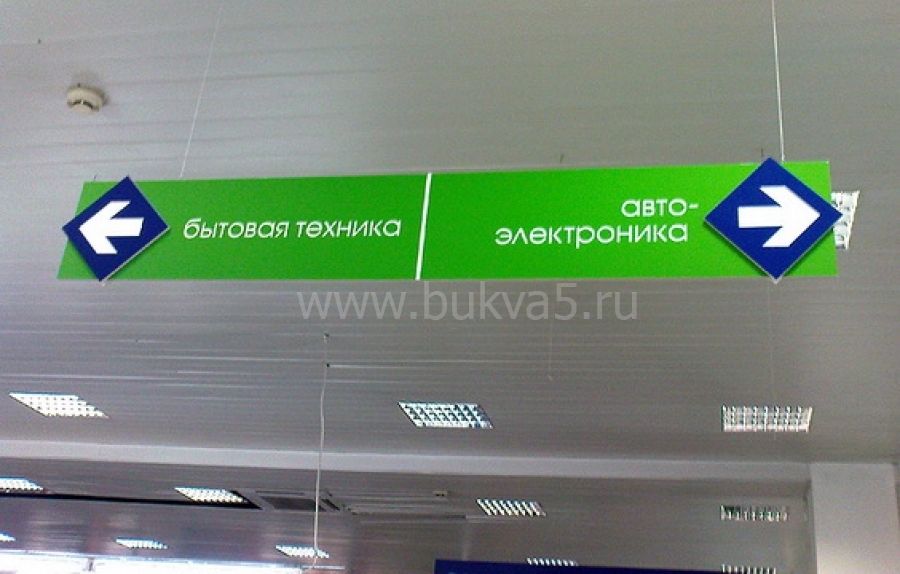 бытовая техника
авто-
электроника
www.bukva5.ru